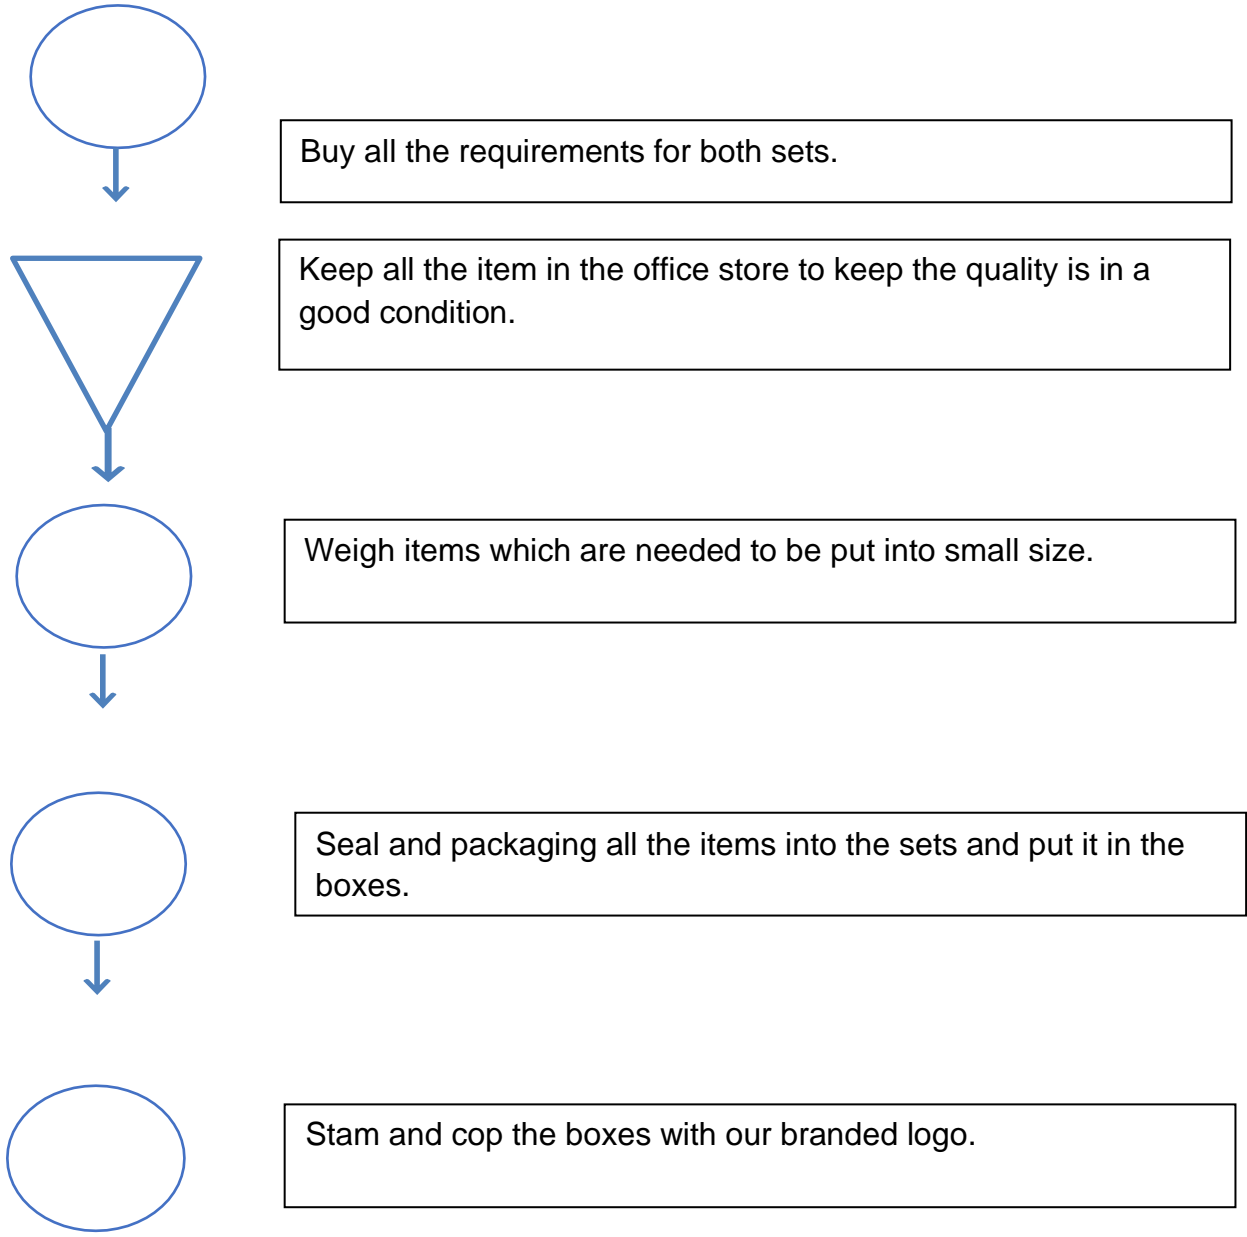 Buy all the requirements for both sets.
Keep all the item in the office store to keep the quality is in a
good condition.
Weigh items which are needed to be put into small size.
Seal and packaging all the items into the sets and put it in the
boxes.
Stam and cop the boxes with our branded logo.